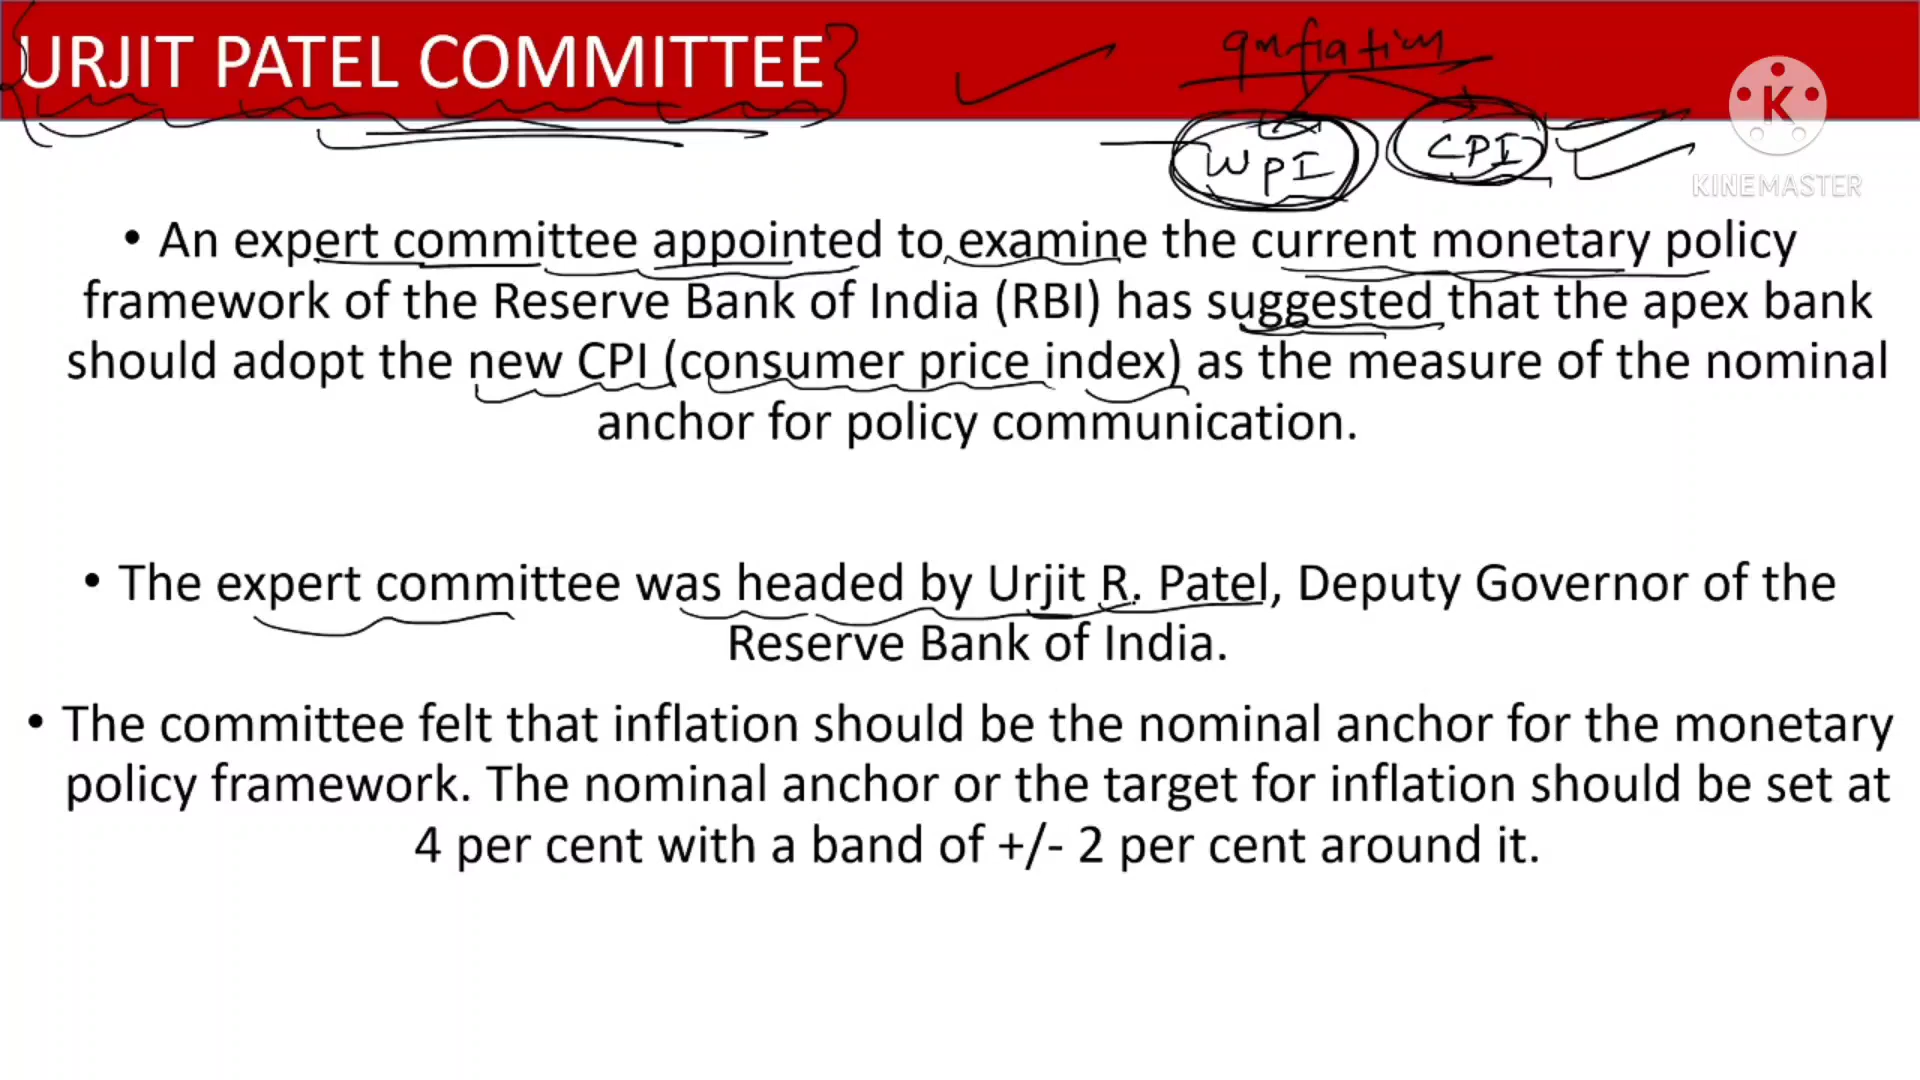 URJIT PATEL COMMITTEE
Inflation
WPI CPI
K
KINEMASTER
• An expert committee appointed to examine the current monetary policy
framework of the Reserve Bank of India (RBI) has suggested that the apex bank
should adopt the new CPI (consumer price index) as the measure of the nominal
anchor for policy communication.
• The expert committee was headed by Urjit R. Patel, Deputy Governor of the
Reserve Bank of India.
• The committee felt that inflation should be the nominal anchor for the monetary
policy framework. The nominal anchor or the target for inflation should be set at
4 per cent with a band of +/- 2 per cent around it.